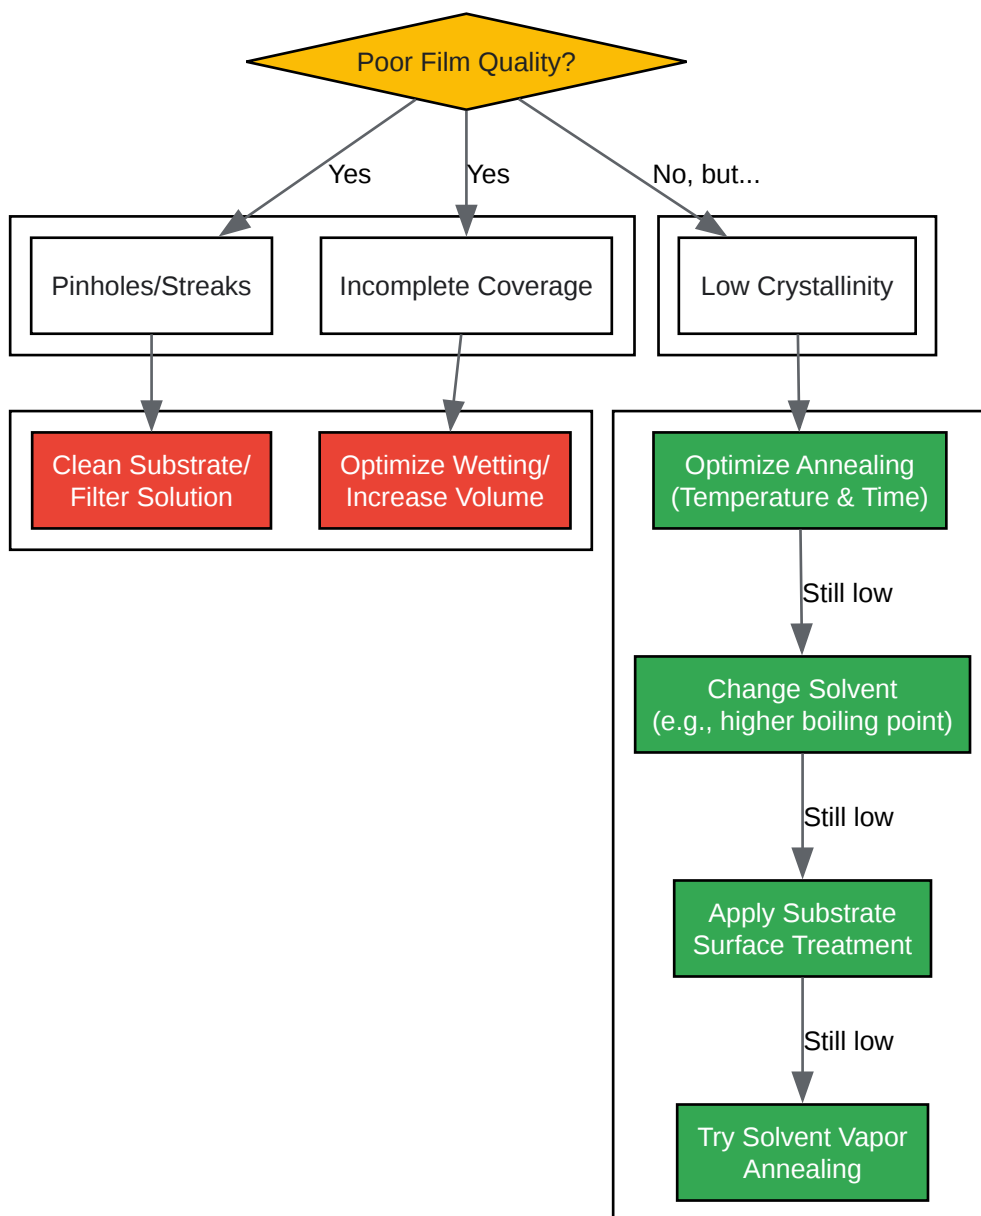 Poor Film Quality?
Yes
Yes
No, but...
Pinholes/Streaks
Incomplete Coverage
Low Crystallinity
Clean Substrate/
Filter Solution
Optimize Wetting/
Increase Volume
Optimize Annealing
(Temperature & Time)
Still low
Change Solvent
(e.g., higher boiling point)
Still low
Apply Substrate
Surface Treatment
Still low
Try Solvent Vapor
Annealing